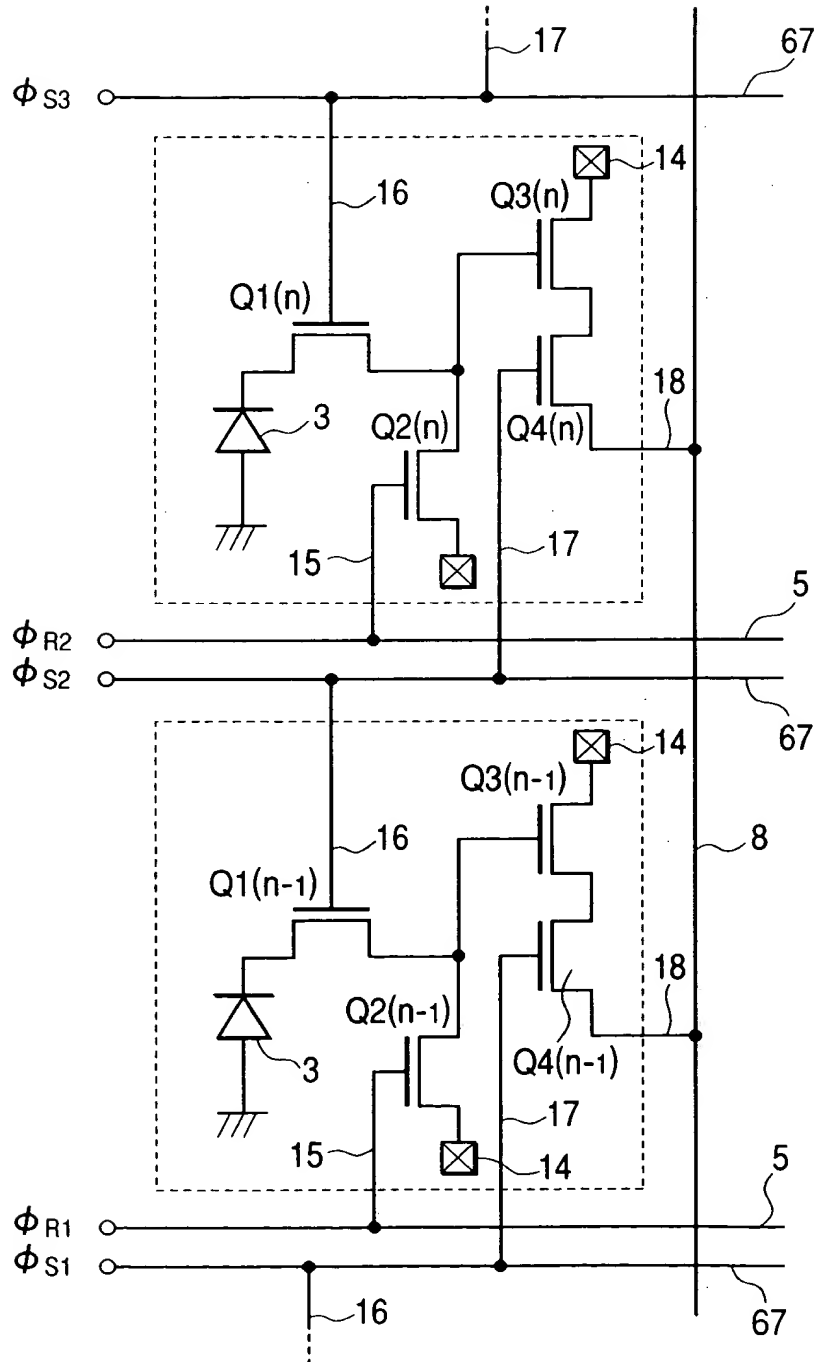 17
67
ϕS3
14
16
Q3(n)
Q1(n)
18
3
Q2(n)
Q4(n)
15
17
5
ϕR2
ϕS2
67
14
Q3(n-1)
16
8
Q1(n-1)
18
Q2(n-1)
3
Q4(n-1)
17
15
14
5
ϕR1
ϕS1
16
67